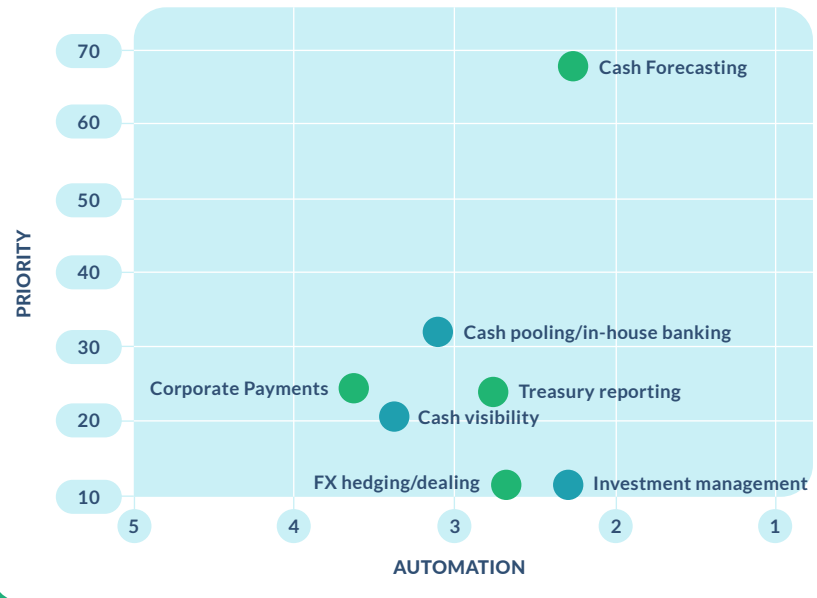 70
Cash Forecasting
60
50
PRIORITY
40
Cash pooling/in-house banking
30
Corporate Payments
Treasury reporting
Cash visibility
20
FX hedging/dealing
Investment management
10
5
4
3
2
1
AUTOMATION